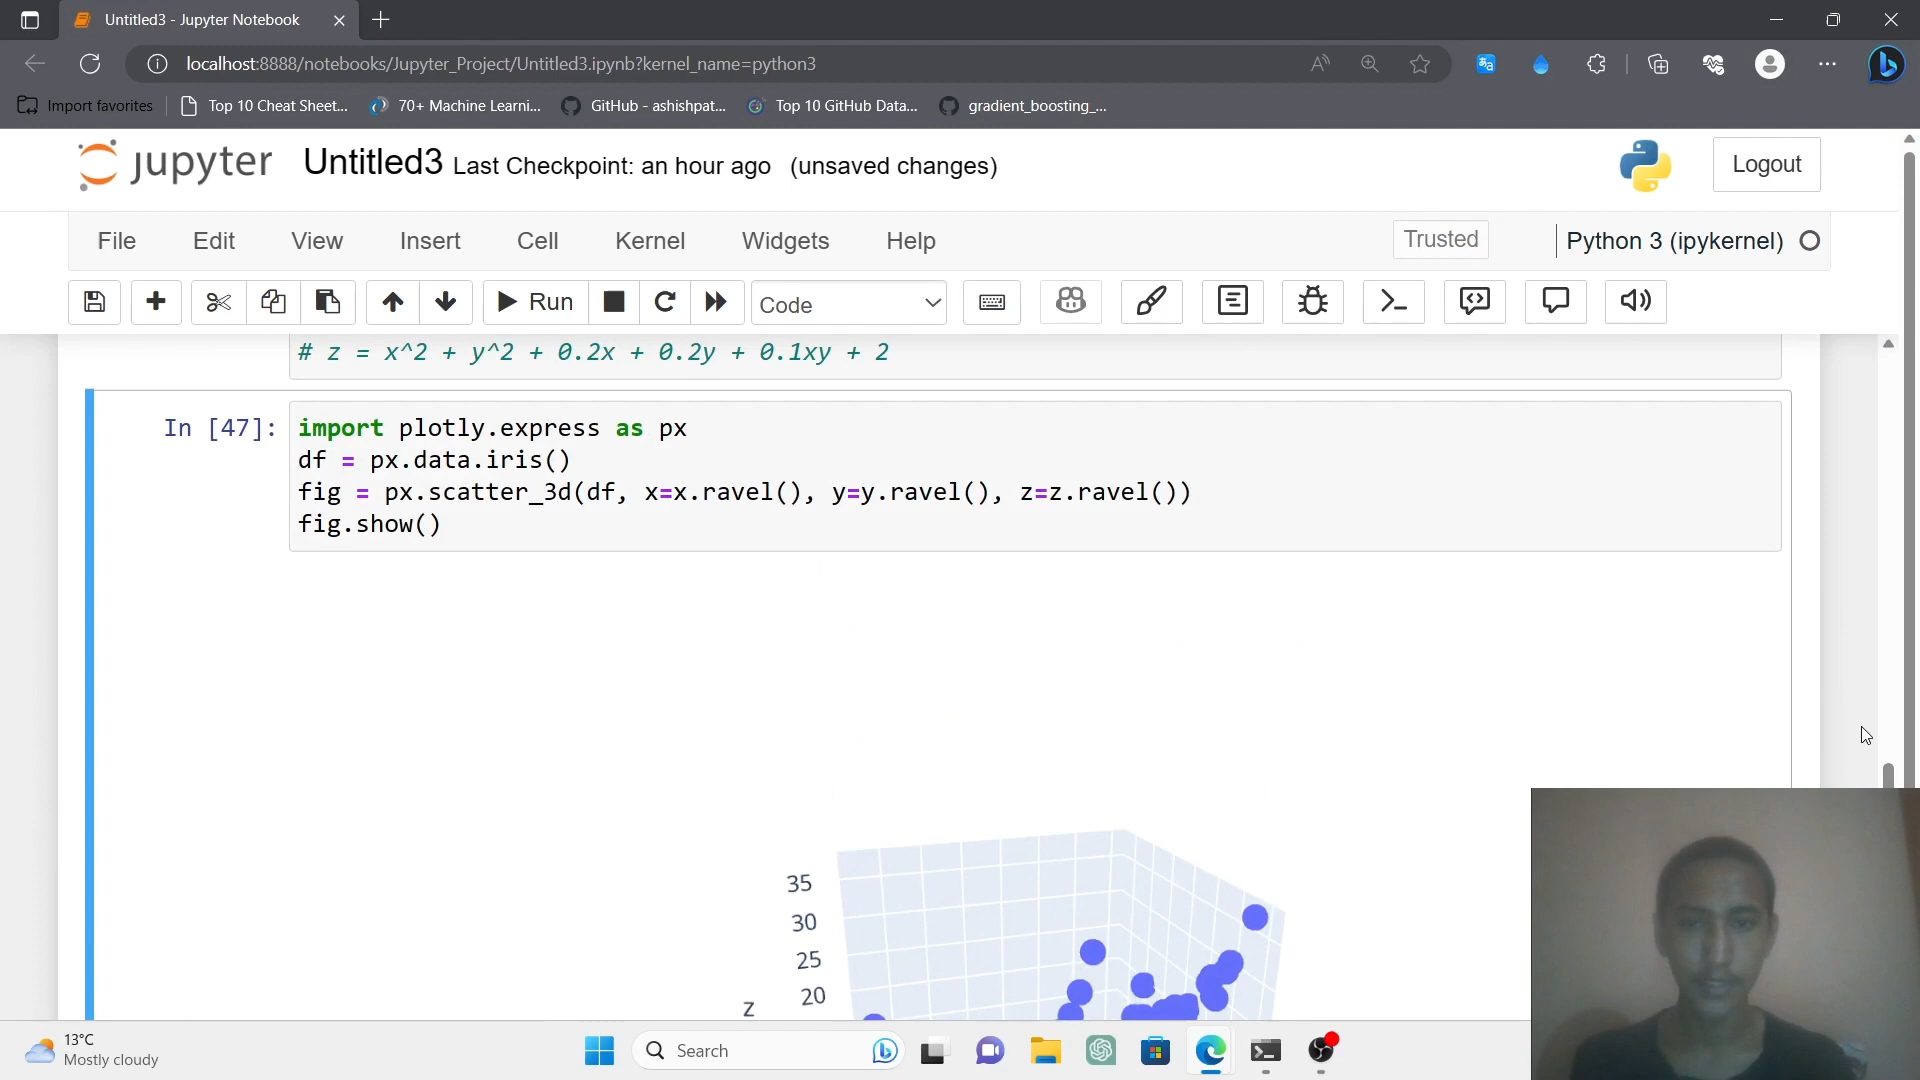 Untitled3 - Jupyter Notebook
localhost:8888/notebooks/Jupyter_Project/Untitled3.ipynb?kernel_name=python3
Import favorites Top 10 Cheat Sheet... 70+ Machine Learni... GitHub - ashishpat... Top 10 GitHub Data... gradient_boosting_...
jupyter Untitled3 Last Checkpoint: an hour ago (unsaved changes) Logout
File Edit View Insert Cell Kernel Widgets Help Trusted Python 3 (ipykernel)
Run Code
# z = x^2 + y^2 + 0.2x + 0.2y + 0.1xy + 2
In [47]: import plotly.express as px
df = px.data.iris()
fig = px.scatter_3d(df, x=x.ravel(), y=y.ravel(), z=z.ravel())
fig.show()
35
30
25
20
z
13°C
Mostly cloudy
Search